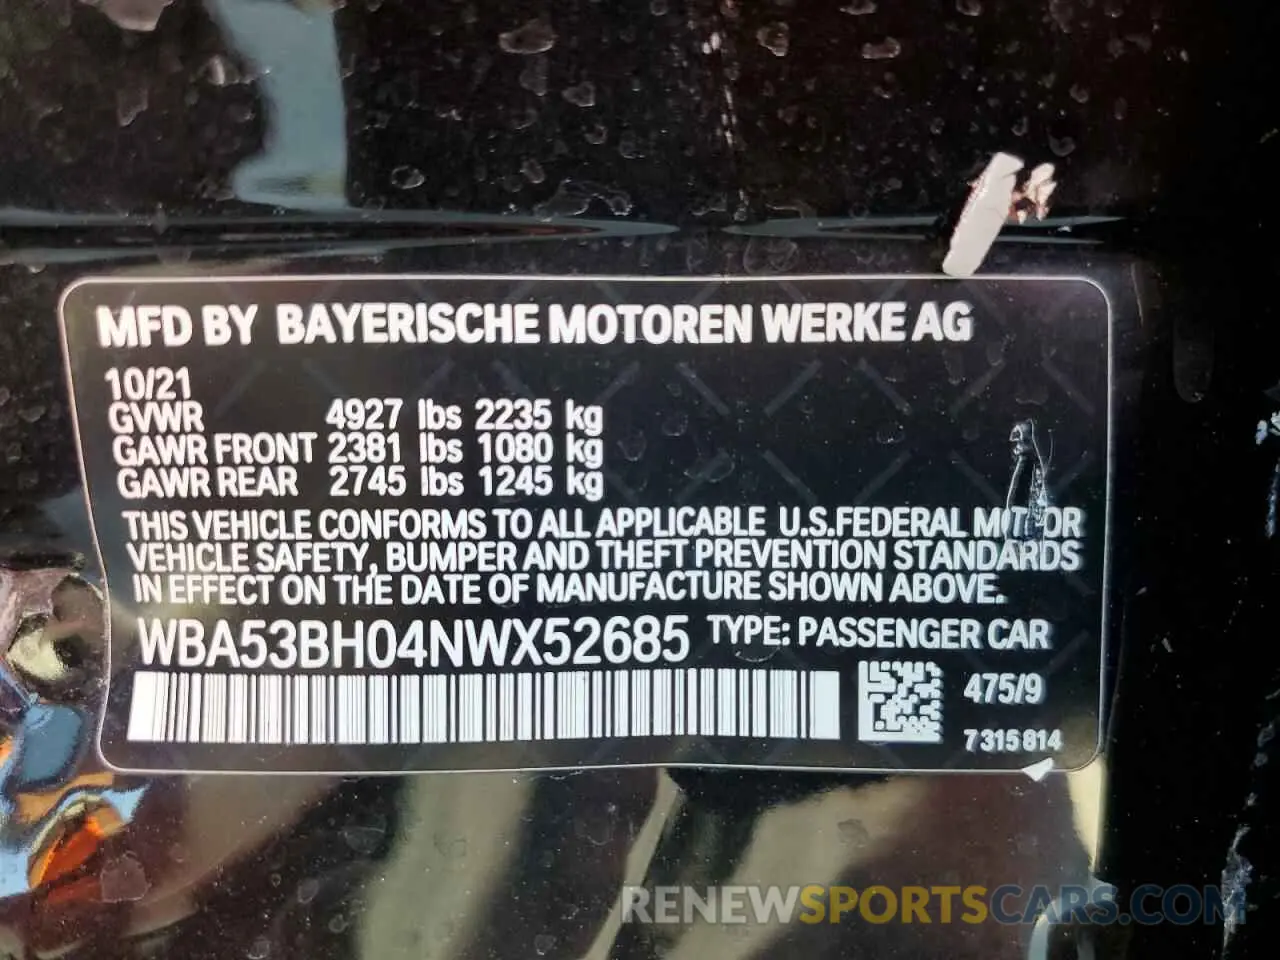 MFD BY BAYERISCHE MOTOREN WERKE AG
10/21
GVWR 4927 lbs 2235 kg
GAWR FRONT 2381 lbs 1080 kg
GAWR REAR 2745 lbs 1245 kg
THIS VEHICLE CONFORMS TO ALL APPLICABLE U.S.FEDERAL MOTOR
VEHICLE SAFETY, BUMPER AND THEFT PREVENTION STANDARDS
IN EFFECT ON THE DATE OF MANUFACTURE SHOWN ABOVE.
WBA53BH04NWX52685 TYPE: PASSENGER CAR
475/9
7315814
RENEWSPORTSCARS.COM